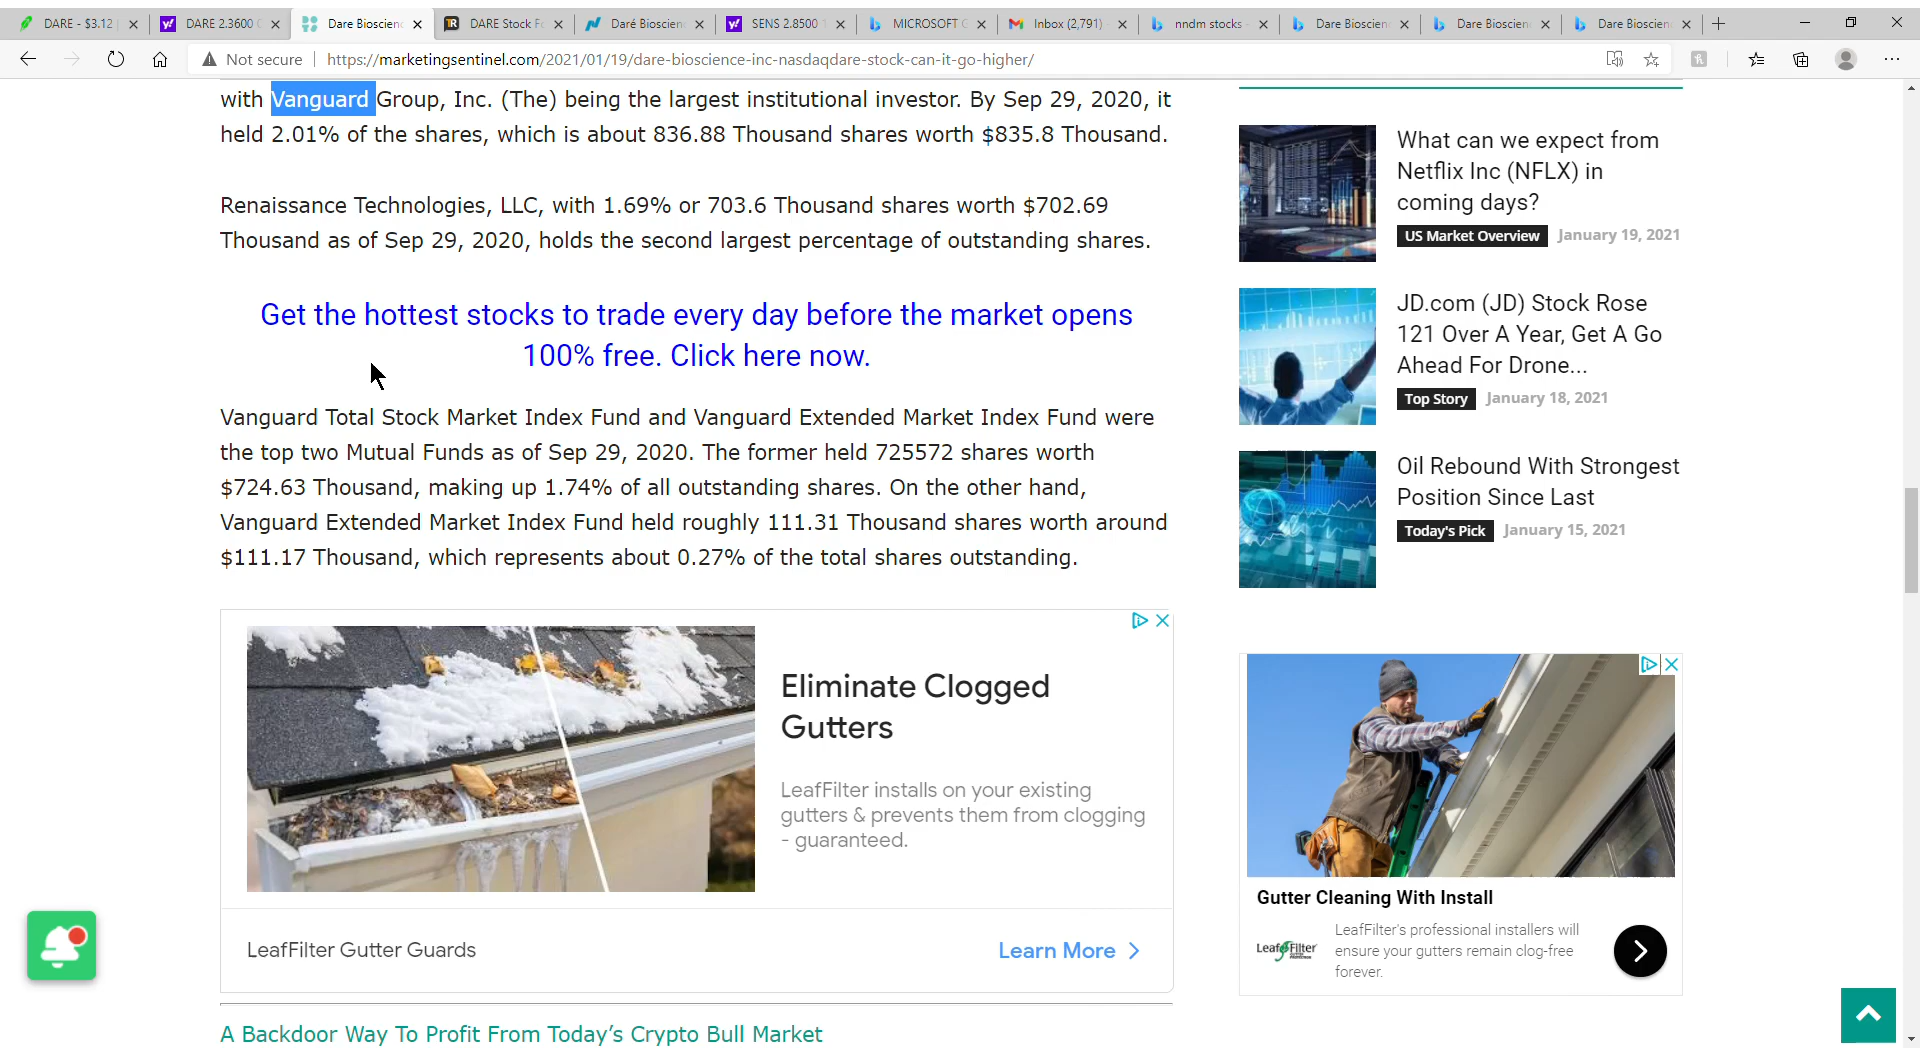 DARE - $3.12 |
DARE 2.3600
Dare Bioscien
DARE Stock Fo
Daré Bioscien
SENS 2.8500
MICROSOFT
Inbox (2,791)
nndm stocks
Dare Bioscien
Dare Bioscien
Dare Bioscien
Not secure
https://marketingsentinel.com/2021/01/19/dare-bioscience-inc-nasdaqdare-stock-can-it-go-higher/
with Vanguard Group, Inc. (The) being the largest institutional investor. By Sep 29, 2020, it
held 2.01% of the shares, which is about 836.88 Thousand shares worth $835.8 Thousand.
Renaissance Technologies, LLC, with 1.69% or 703.6 Thousand shares worth $702.69
Thousand as of Sep 29, 2020, holds the second largest percentage of outstanding shares.
Get the hottest stocks to trade every day before the market opens
100% free. Click here now.
Vanguard Total Stock Market Index Fund and Vanguard Extended Market Index Fund were
the top two Mutual Funds as of Sep 29, 2020. The former held 725572 shares worth
$724.63 Thousand, making up 1.74% of all outstanding shares. On the other hand,
Vanguard Extended Market Index Fund held roughly 111.31 Thousand shares worth around
$111.17 Thousand, which represents about 0.27% of the total shares outstanding.
Eliminate Clogged
Gutters
LeafFilter installs on your existing
gutters & prevents them from clogging
- guaranteed.
LeafFilter Gutter Guards
Learn More
A Backdoor Way To Profit From Today’s Crypto Bull Market
What can we expect from
Netflix Inc (NFLX) in
coming days?
US Market Overview January 19, 2021
JD.com (JD) Stock Rose
121 Over A Year, Get A Go
Ahead For Drone...
Top Story January 18, 2021
Oil Rebound With Strongest
Position Since Last
Today's Pick January 15, 2021
Gutter Cleaning With Install
LeafFilter
LeafFilter's professional installers will
ensure your gutters remain clog-free
forever.